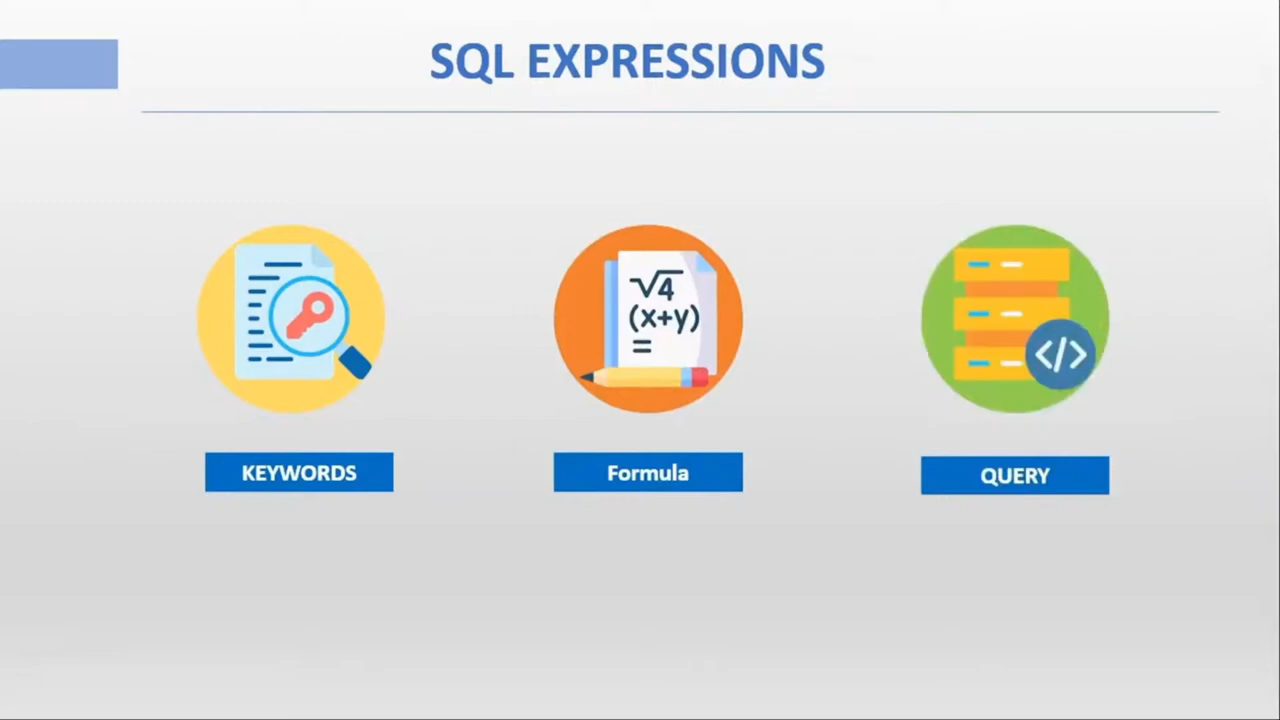 SQL EXPRESSIONS
√4
(x+y)
=
</>
KEYWORDS
Formula
QUERY